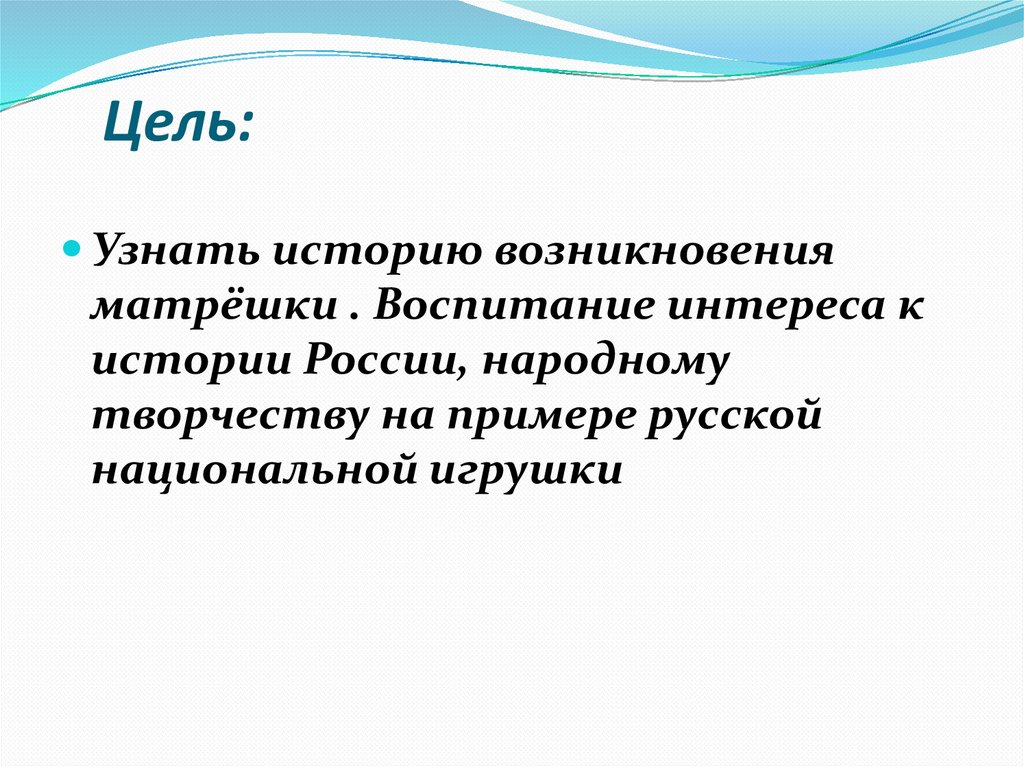 Цель:
• Узнать историю возникновения
матрёшки . Воспитание интереса к
истории России, народному
творчеству на примере русской
национальной игрушки